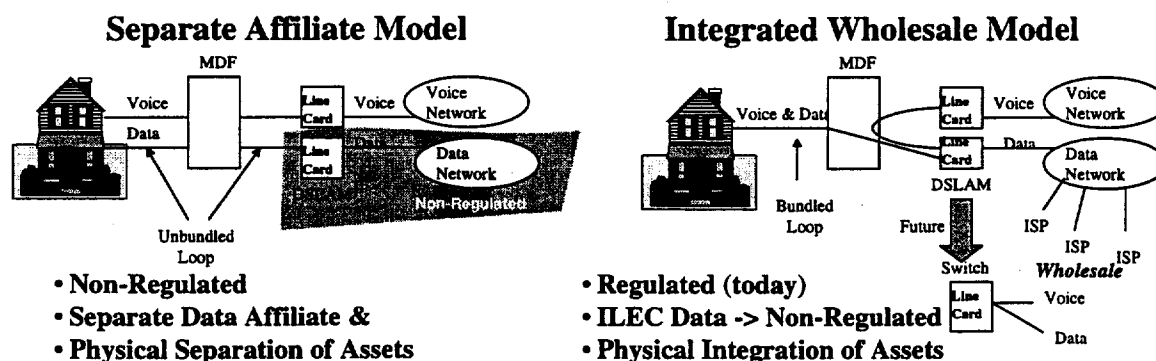 Separate Affiliate Model
MDF
Voice
Data
Line
Card
Line
Card
Voice
Data
Voice
Network
Data
Network
Non-Regulated
Unbundled
Loop
• Non-Regulated
• Separate Data Affiliate &
• Physical Separation of Assets
Integrated Wholesale Model
MDF
Voice & Data
Bundled
Loop
Line
Card
Line
Card
DSLAM
Voice
Data
Voice
Network
Data
Network
ISP
ISP
ISP
Wholesale
Future
Switch
Line
Card
Voice
Data
• Regulated (today)
• ILEC Data -> Non-Regulated
• Physical Integration of Assets